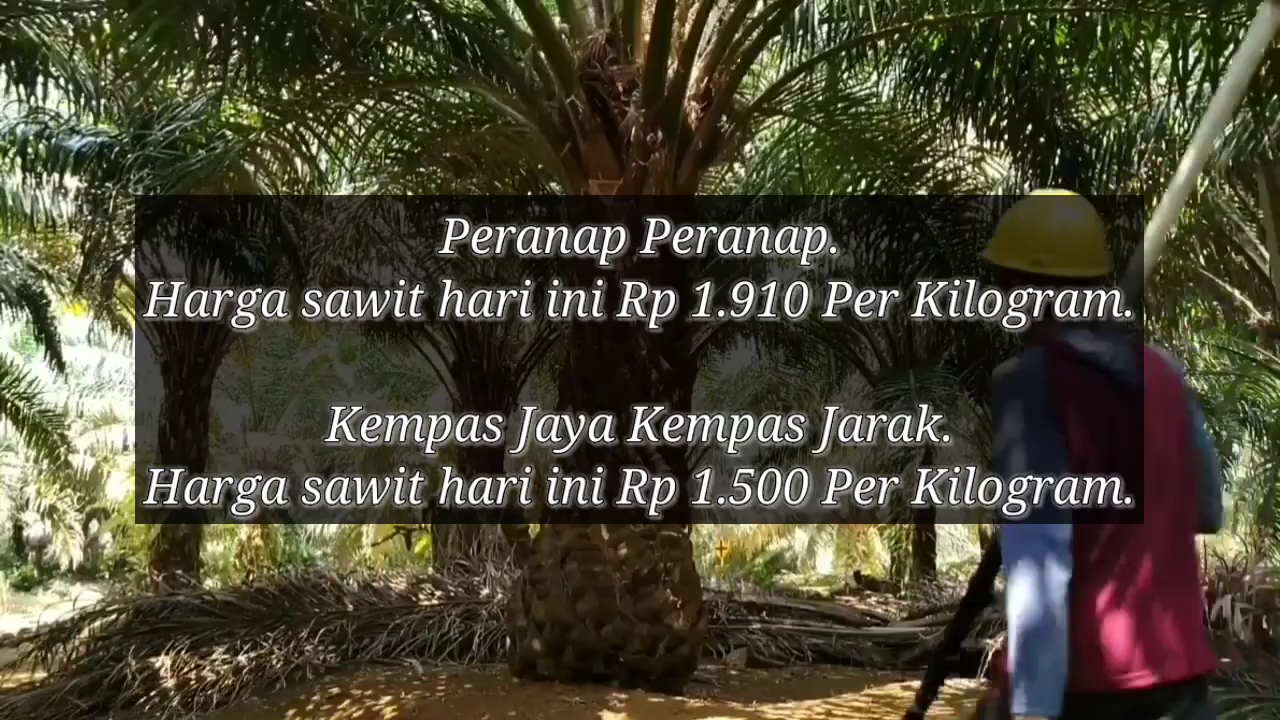 Peranap Peranap.
Harga sawit hari ini Rp 1.910 Per Kilogram.
Kempas Jaya Kempas Jarak.
Harga sawit hari ini Rp 1.500 Per Kilogram.